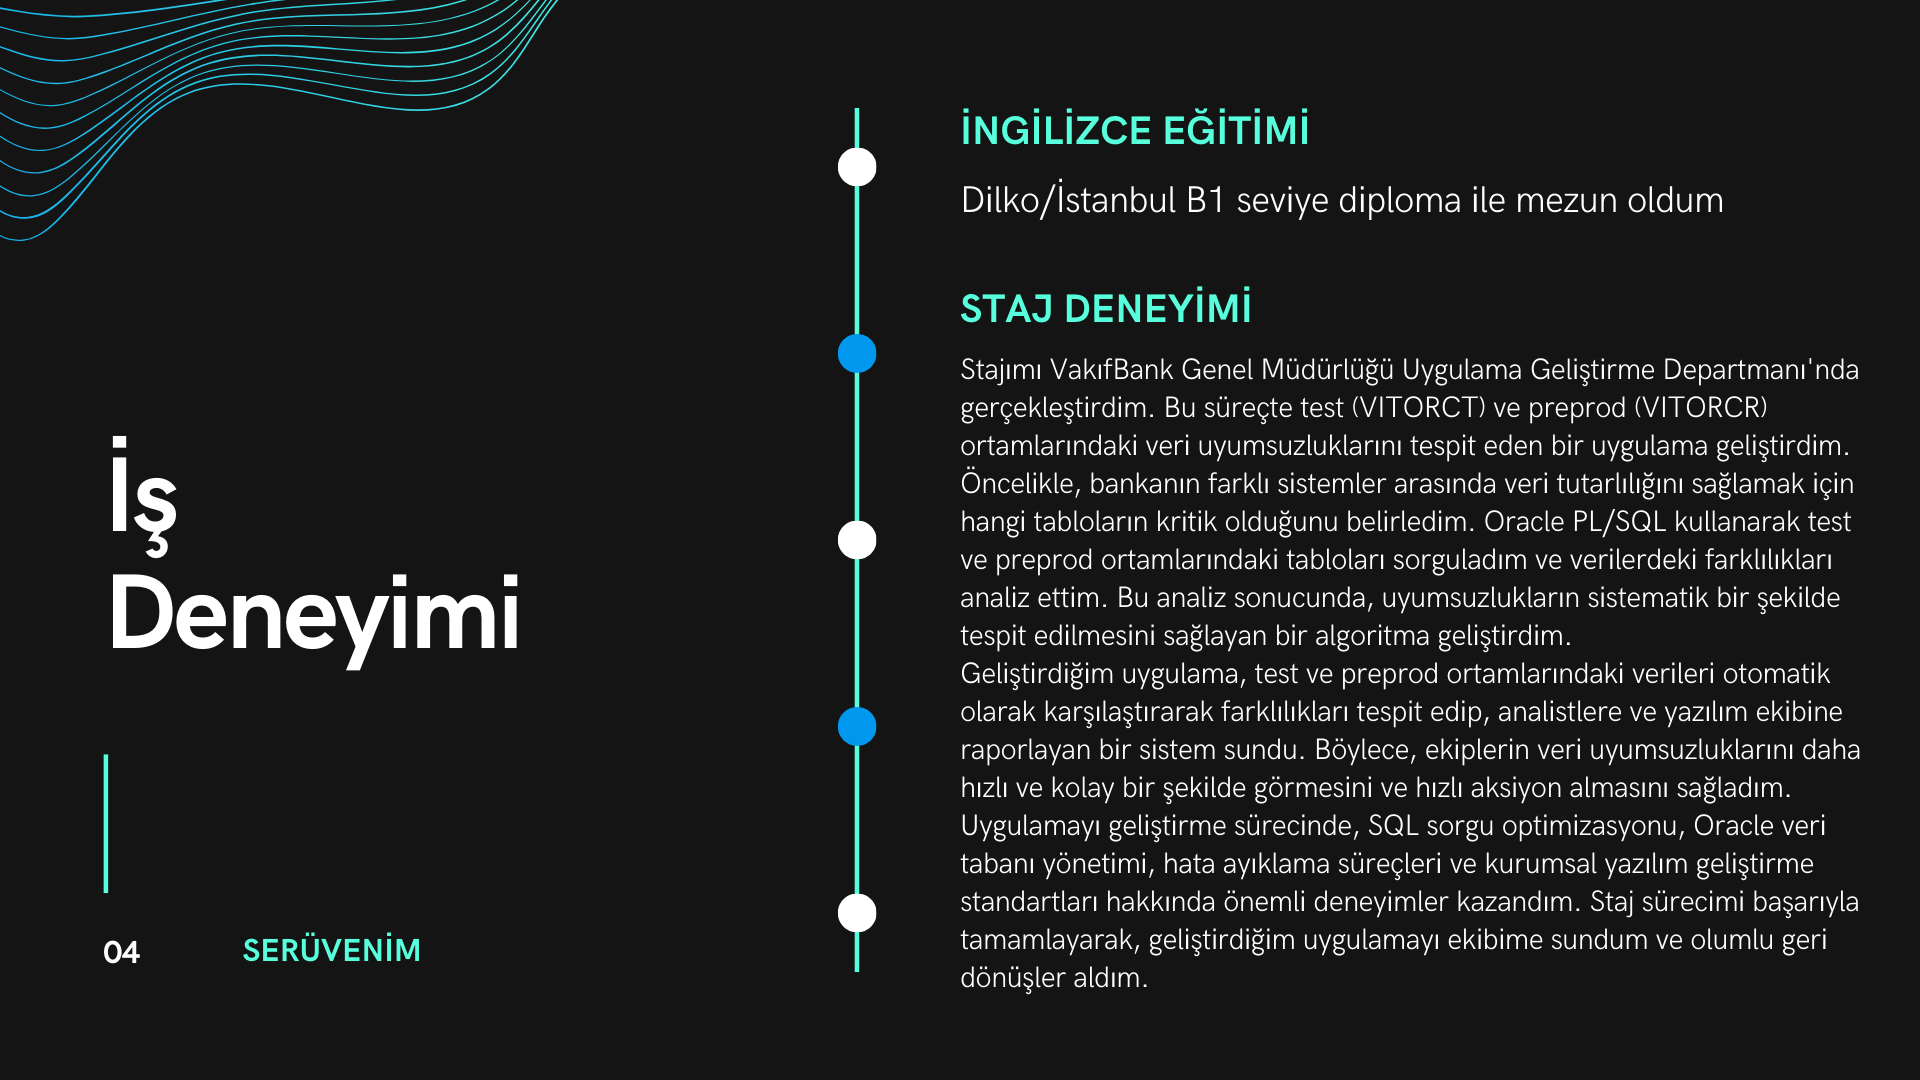 İş
Deneyimi
04
SERÜVENİM
İNGİLİZCE EĞİTİMİ
Dilko/İstanbul B1 seviye diploma ile mezun oldum
STAJ DENEYİMİ
Stajımı VakıfBank Genel Müdürlüğü Uygulama Geliştirme Departmanı'nda
gerçekleştirdim. Bu süreçte test (VITORCT) ve preprod (VITORCR)
ortamlarındaki veri uyumsuzluklarını tespit eden bir uygulama geliştirdim.
Öncelikle, bankanın farklı sistemler arasında veri tutarlılığını sağlamak için
hangi tabloların kritik olduğunu belirledim. Oracle PL/SQL kullanarak test
ve preprod ortamlarındaki tabloları sorguladım ve verilerdeki farklılıkları
analiz ettim. Bu analiz sonucunda, uyumsuzlukların sistematik bir şekilde
tespit edilmesini sağlayan bir algoritma geliştirdim.
Geliştirdiğim uygulama, test ve preprod ortamlarındaki verileri otomatik
olarak karşılaştırarak farklılıkları tespit edip, analistlere ve yazılım ekibine
raporlayan bir sistem sundu. Böylece, ekiplerin veri uyumsuzluklarını daha
hızlı ve kolay bir şekilde görmesini ve hızlı aksiyon almasını sağladım.
Uygulamayı geliştirme sürecinde, SQL sorgu optimizasyonu, Oracle veri
tabanı yönetimi, hata ayıklama süreçleri ve kurumsal yazılım geliştirme
standartları hakkında önemli deneyimler kazandım. Staj sürecimi başarıyla
tamamlayarak, geliştirdiğim uygulamayı ekibime sundum ve olumlu geri
dönüşler aldım.